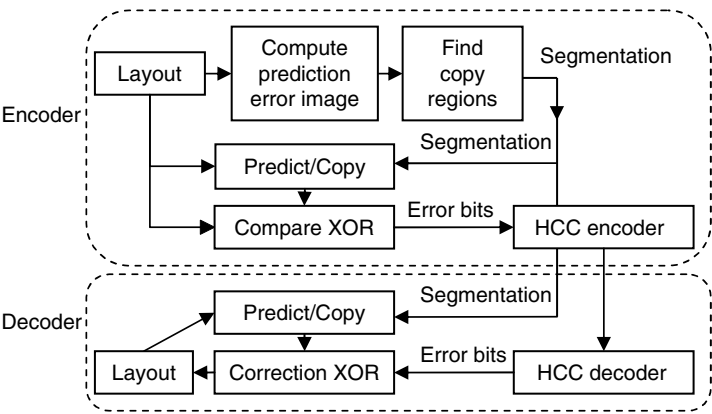 Encoder
Layout
Compute
prediction
error image
Find
copy
regions
Segmentation
Segmentation
Predict/Copy
Compare XOR
Error bits
HCC encoder
Decoder
Segmentation
Predict/Copy
Layout
Correction XOR
Error bits
HCC decoder